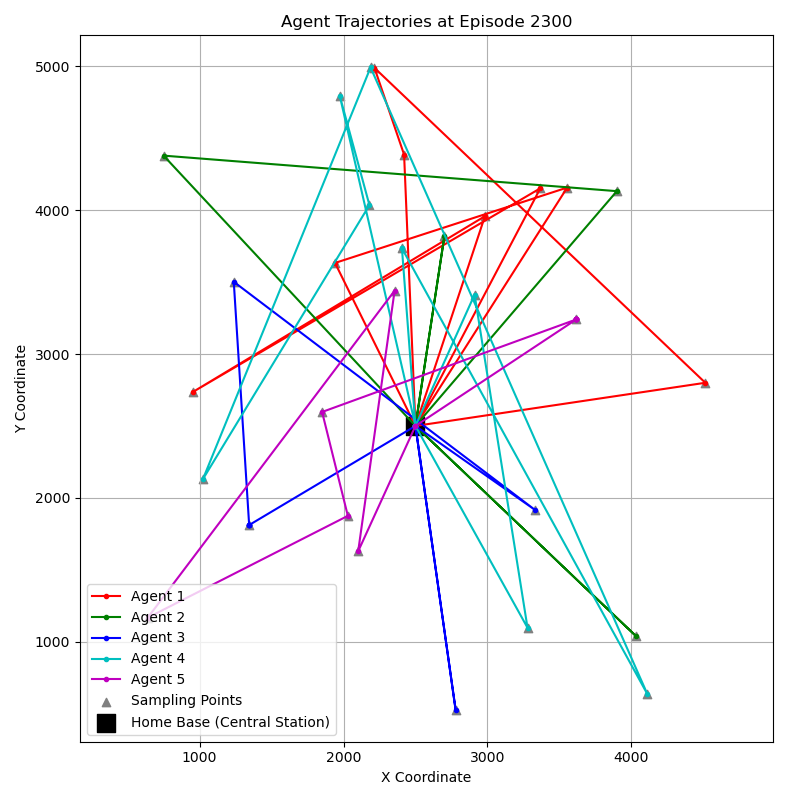 Agent Trajectories at Episode 2300
Y Coordinate
5000
4000
3000
2000
1000
Agent 1
Agent 2
Agent 3
Agent 4
Agent 5
Sampling Points
Home Base (Central Station)
1000 2000 3000 4000
X Coordinate